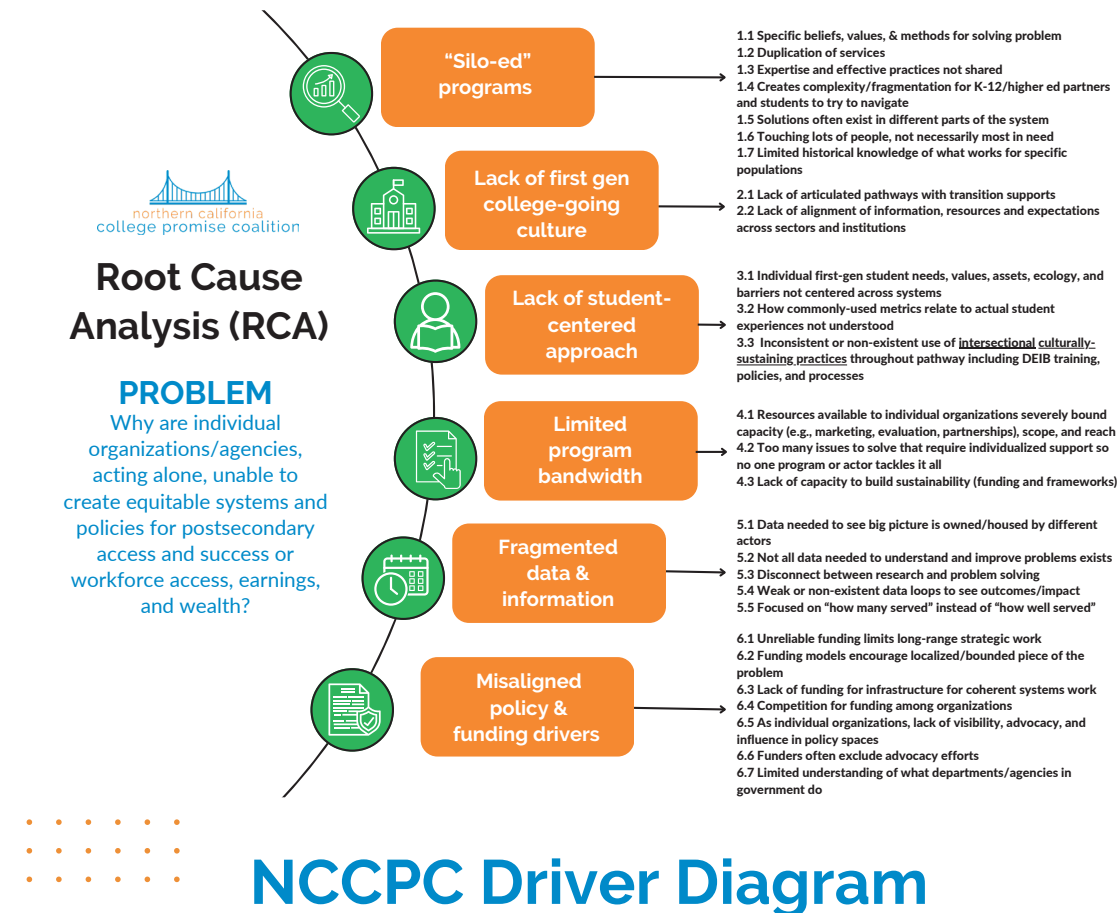 northern california
college promise coalition
Root Cause
Analysis (RCA)
PROBLEM
Why are individual
organizations/agencies,
acting alone, unable to
create equitable systems and
policies for postsecondary
access and success or
workforce access, earnings,
and wealth?
“Silo-ed”
programs
1.1 Specific beliefs, values, & methods for solving problem
1.2 Duplication of services
1.3 Expertise and effective practices not shared
1.4 Creates complexity/fragmentation for K-12/higher ed partners
and students to try to navigate
1.5 Solutions often exist in different parts of the system
1.6 Touching lots of people, not necessarily most in need
1.7 Limited historical knowledge of what works for specific
populations
Lack of first gen
college-going
culture
2.1 Lack of articulated pathways with transition supports
2.2 Lack of alignment of information, resources and expectations
across sectors and institutions
Lack of student-
centered
approach
3.1 Individual first-gen student needs, values, assets, ecology, and
barriers not centered across systems
3.2 How commonly-used metrics relate to actual student
experiences not understood
3.3 Inconsistent or non-existent use of intersectional culturally-
sustaining practices throughout pathway including DEIB training,
policies, and processes
Limited
program
bandwidth
4.1 Resources available to individual organizations severely bound
capacity (e.g., marketing, evaluation, partnerships), scope, and reach
4.2 Too many issues to solve that require individualized support so
no one program or actor tackles it all
4.3 Lack of capacity to build sustainability (funding and frameworks)
Fragmented
data &
information
5.1 Data needed to see big picture is owned/housed by different
actors
5.2 Not all data needed to understand and improve problems exists
5.3 Disconnect between research and problem solving
5.4 Weak or non-existent data loops to see outcomes/impact
5.5 Focused on “how many served” instead of “how well served”
Misaligned
policy &
funding drivers
6.1 Unreliable funding limits long-range strategic work
6.2 Funding models encourage localized/bounded piece of the
problem
6.3 Lack of funding for infrastructure for coherent systems work
6.4 Competition for funding among organizations
6.5 As individual organizations, lack of visibility, advocacy, and
influence in policy spaces
6.6 Funders often exclude advocacy efforts
6.7 Limited understanding of what departments/agencies in
government do
NCCPC Driver Diagram